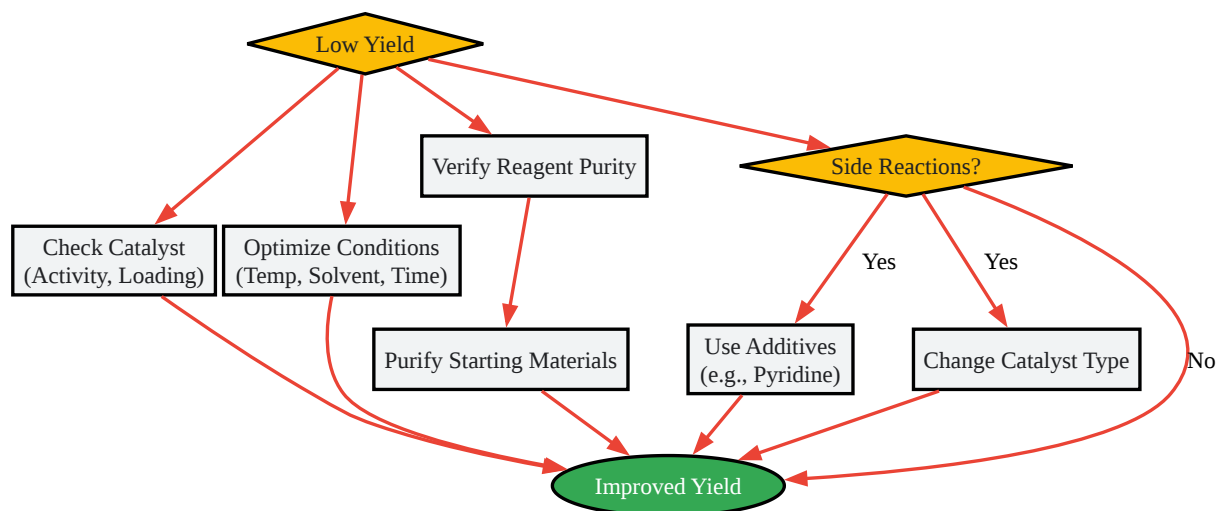 Low Yield
Verify Reagent Purity
Side Reactions?
Check Catalyst
(Activity, Loading)
Optimize Conditions
(Temp, Solvent, Time)
Yes
Yes
Purify Starting Materials
Use Additives
(e.g., Pyridine)
Change Catalyst Type
No
Improved Yield